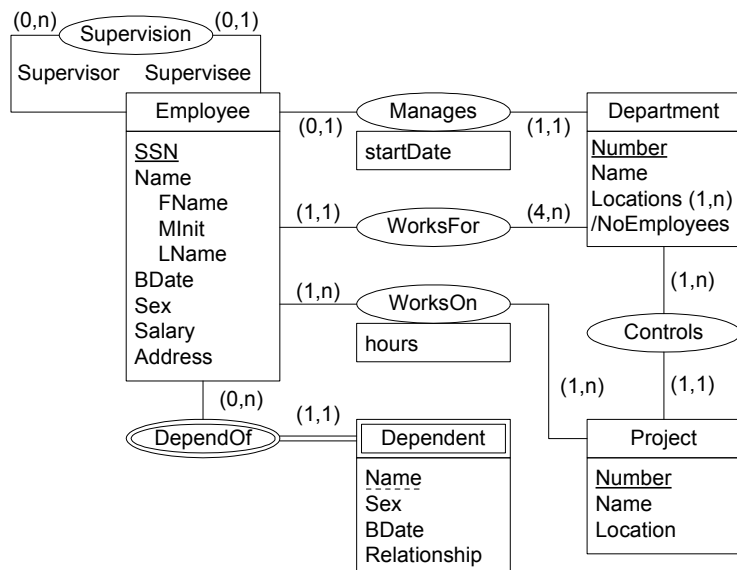 (0,n)
Supervision
(0,1)
Supervisor
Supervisee
Employee
SSN
Name
FName
MInit
LName
BDate
Sex
Salary
Address
(0,1)
Manages
startDate
(1,1)
Department
Number
Name
Locations (1,n)
/NoEmployees
(1,1)
WorksFor
(4,n)
(1,n)
WorksOn
hours
(1,n)
(1,n)
Controls
(1,1)
(0,n)
DependOf
(1,1)
Dependent
Name
Sex
BDate
Relationship
Project
Number
Name
Location